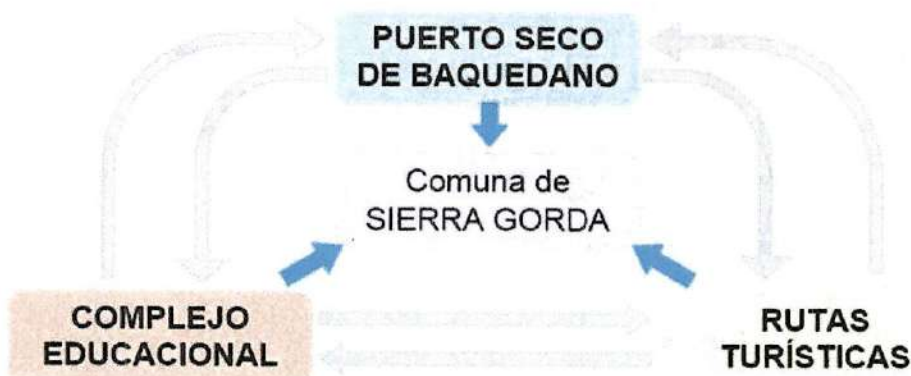 PUERTO SECO
DE BAQUEDANO
Comuna de
SIERRA GORDA
COMPLEJO
EDUCACIONAL
RUTAS
TURÍSTICAS